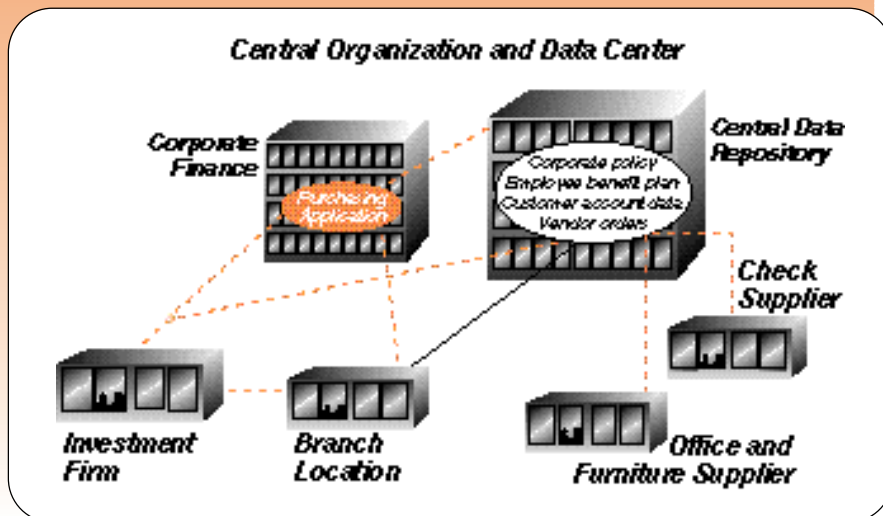 Central Organization and Data Center
Corporate
Finance
Central Data
Repository
Purchasing
Application
Corporate policy
Employee benefit plan
Customer account data
Vendor orders
Check
Supplier
Investment
Firm
Branch
Location
Office and
Furniture Supplier